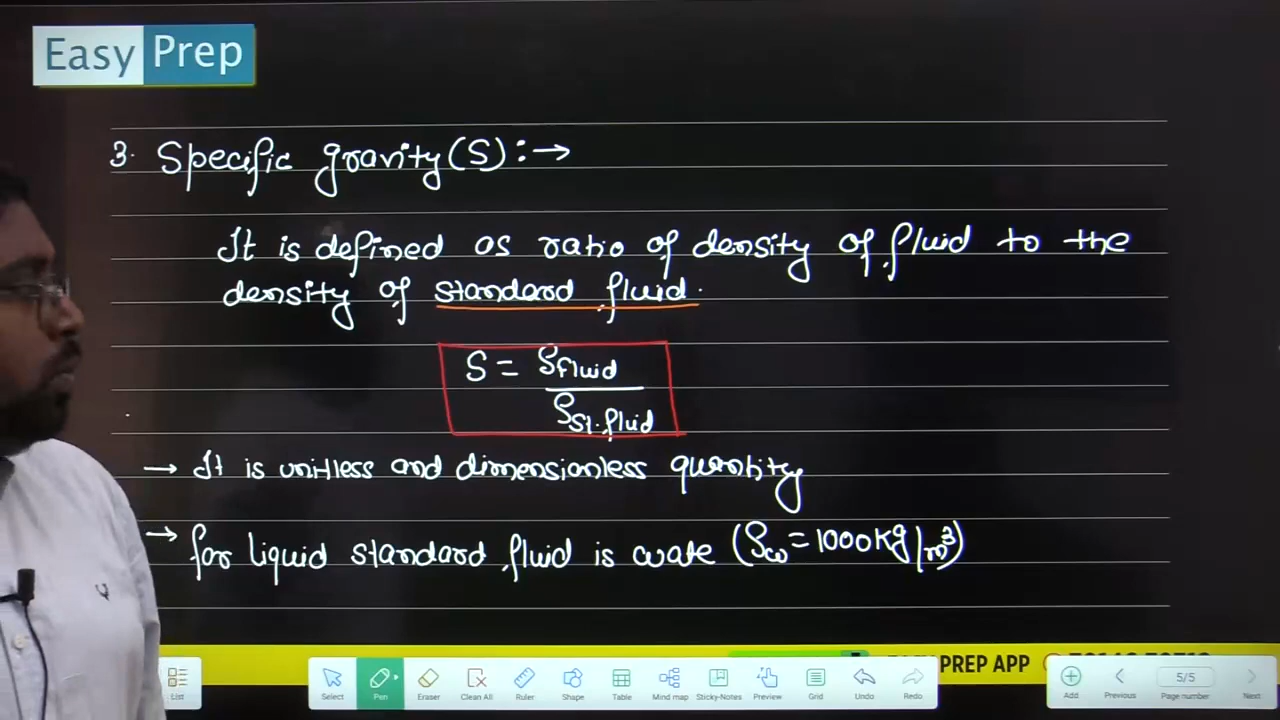 Easy Prep
3. Specific gravity (S) :→
It is defined as ratio of density of fluid to the
density of standard fluid.
S = ρfluid
ρst. fluid
→ It is unitless and dimensionless quantity
→ for liquid standard fluid is wate (ρw = 1000 kg/m³)
PREP APP
List
Select Pen Eraser Clean All Ruler Shape Table Mind map Sticky-Notes Preview Grid Undo Redo
Add Previous 5/5 Page number Next